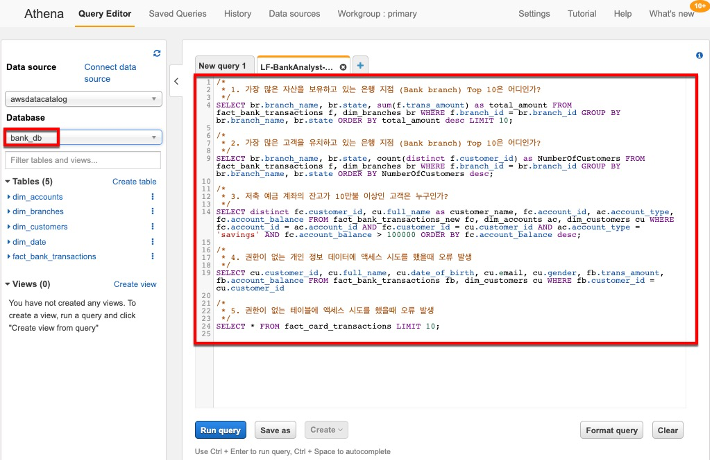 Athena
Query Editor
Saved Queries
History
Data sources
Workgroup : primary
Settings
Tutorial
Help
What's new
10+
Data source
Connect data
source
awsdatacatalog
Database
bank_db
Filter tables and views...
Tables (5)
Create table
dim_accounts
dim_branches
dim_customers
dim_date
fact_bank_transactions
Views (0)
Create view
You have not created any views. To
create a view, run a query and click
"Create view from query"
New query 1
LF-BankAnalyst-...
1 /*
2 * 1. 가장 많은 자산을 보유하고 있는 은행 지점 (Bank branch) Top 10은 어디인가?
3 */
4 SELECT br.branch_name, br.state, sum(f.trans_amount) as total_amount FROM
fact_bank_transactions f, dim_branches br WHERE f.branch_id = br.branch_id GROUP BY
br.branch_name, br.state ORDER BY total_amount desc LIMIT 10;
5
6 /*
7 * 2. 가장 많은 고객을 유치하고 있는 은행 지점 (Bank branch) Top 10은 어디인가?
8 */
9 SELECT br.branch_name, br.state, count(distinct f.customer_id) as NumberOfCustomers FROM
fact_bank_transactions f, dim_branches br WHERE f.branch_id = br.branch_id GROUP BY
br.branch_name, br.state ORDER BY NumberOfCustomers desc;
10
11 /*
12 * 3. 저축 예금 계좌의 잔고가 10만불 이상인 고객은 누구인가?
13 */
14 SELECT distinct fc.customer_id, cu.full_name as customer_name, fc.account_id, ac.account_type,
fc.account_balance FROM fact_bank_transactions_new fc, dim_accounts ac, dim_customers cu WHERE
fc.account_id = ac.account_id AND fc.customer_id = cu.customer_id AND ac.account_type =
'savings' AND fc.account_balance > 100000 ORDER BY fc.account_balance desc;
15
16 /*
17 * 4. 권한이 없는 개인 정보 데이터에 액세스 시도를 했을때 오류 발생
18 */
19 SELECT cu.customer_id, cu.full_name, cu.date_of_birth, cu.email, cu.gender, fb.trans_amount,
fb.account_balance FROM fact_bank_transactions fb, dim_customers cu WHERE fb.customer_id =
cu.customer_id
20
21 /*
22 * 5. 권한이 없는 테이블에 엑세스 시도를 했을때 오류 발생
23 */
24 SELECT * FROM fact_card_transactions LIMIT 10;
25
Run query
Save as
Create
Format query
Clear
Use Ctrl + Enter to run query, Ctrl + Space to autocomplete